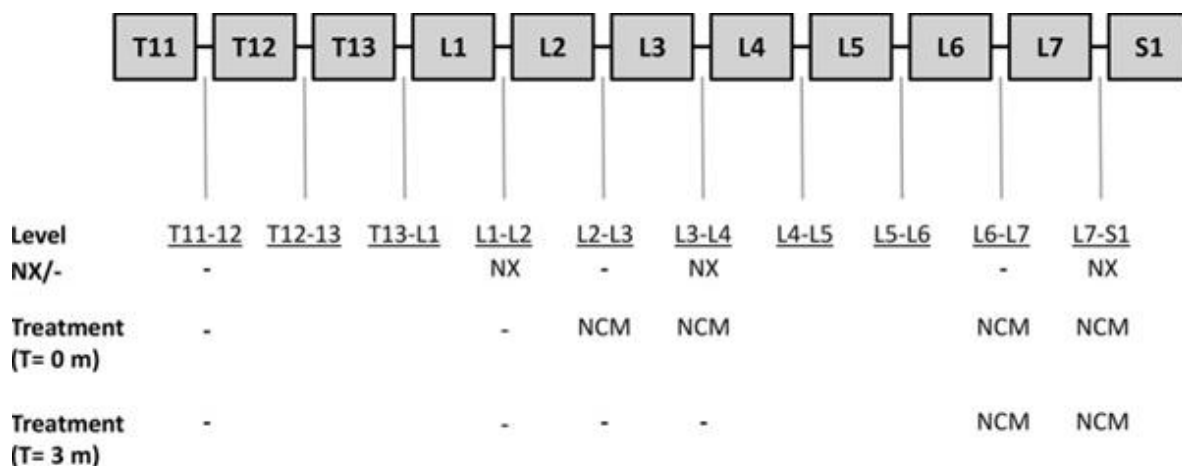 T11 T12 T13 L1 L2 L3 L4 L5 L6 L7 S1
Level T11-12 T12-13 T13-L1 L1-L2 L2-L3 L3-L4 L4-L5 L5-L6 L6-L7 L7-S1
NX/- - NX - NX - NX
Treatment - - NCM NCM NCM NCM
(T= 0 m)
Treatment - - - - NCM NCM
(T= 3 m)